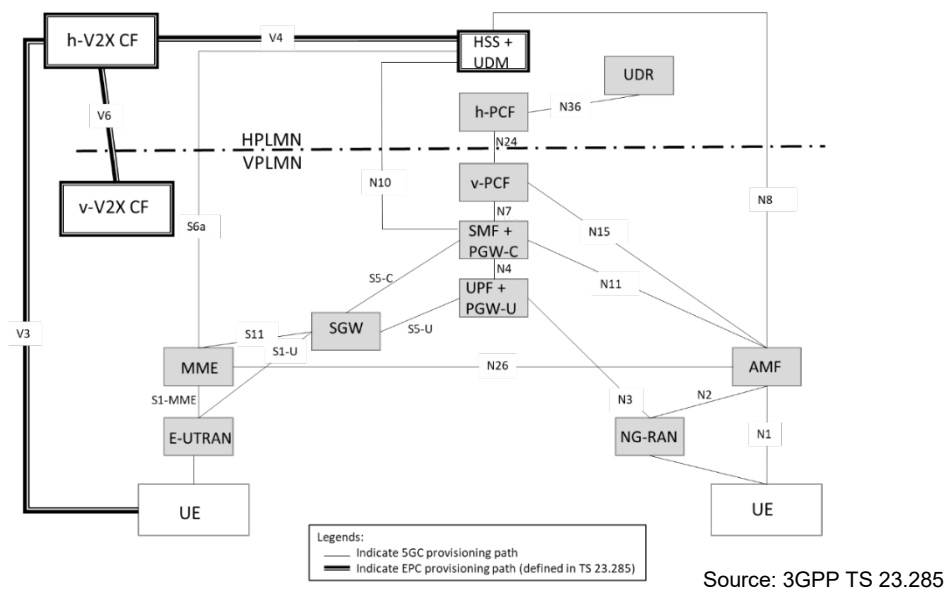 h-V2X CF
V4
HSS +
UDM
UDR
V6
h-PCF
N36
HPLMN
N24
VPLMN
v-V2X CF
N10
v-PCF
S6a
N7
N15
N8
SMF +
PGW-C
S5-C
N4
N11
UPF +
PGW-U
V3
S11
SGW
S5-U
S1-U
MME
N26
AMF
S1-MME
N3
N2
E-UTRAN
NG-RAN
N1
UE
UE
Legends:
Indicate 5GC provisioning path
Indicate EPC provisioning path (defined in TS 23.285)
Source: 3GPP TS 23.285